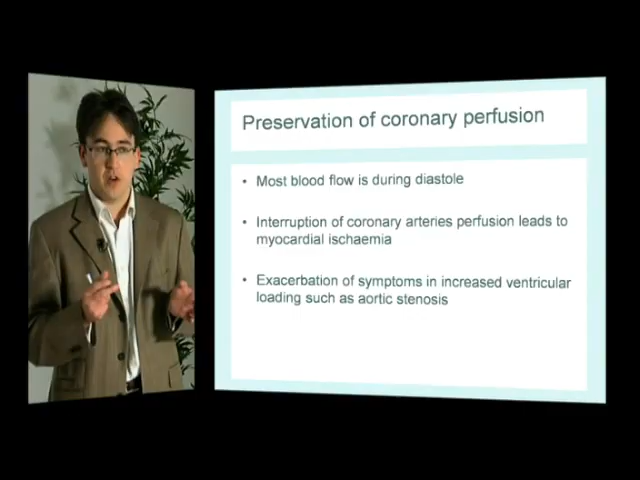 Preservation of coronary perfusion
• Most blood flow is during diastole
• Interruption of coronary arteries perfusion leads to
myocardial ischaemia
• Exacerbation of symptoms in increased ventricular
loading such as aortic stenosis